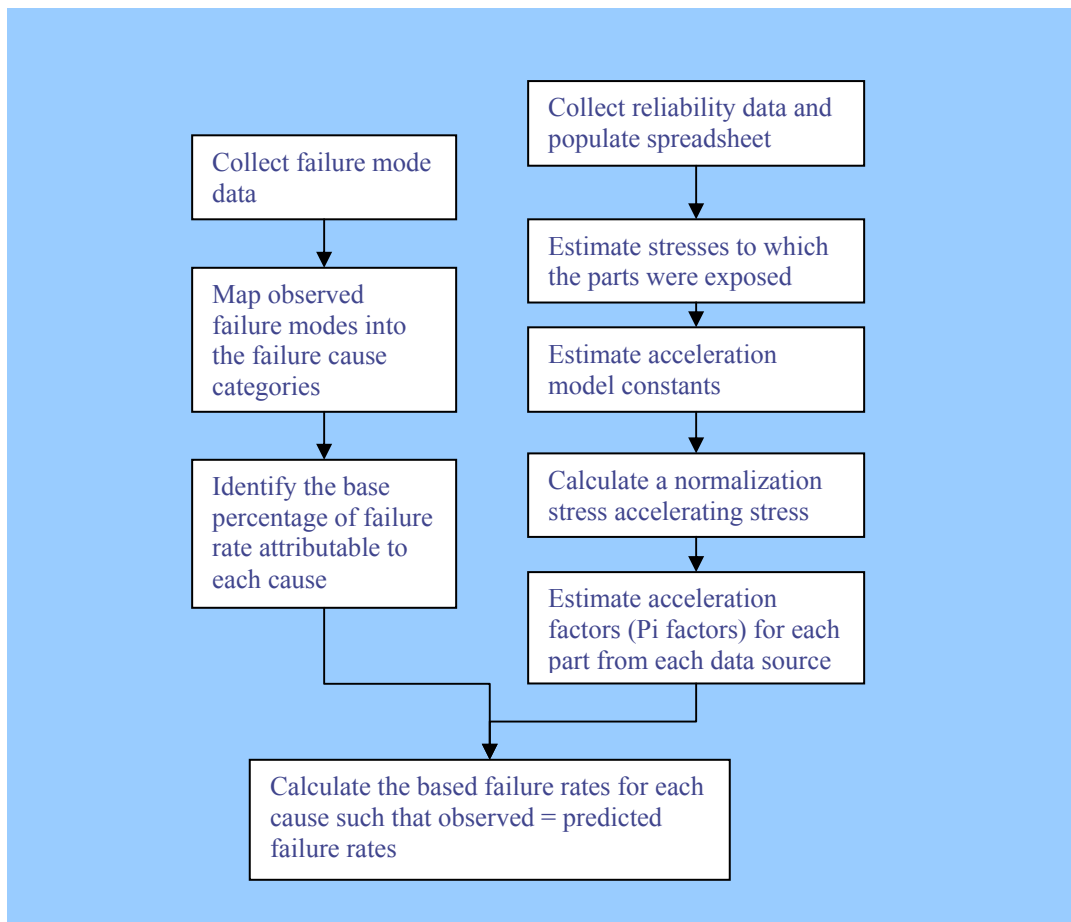 Collect failure mode
data
Map observed
failure modes into
the failure cause
categories
Identify the base
percentage of failure
rate attributable to
each cause
Collect reliability data and
populate spreadsheet
Estimate stresses to which
the parts were exposed
Estimate acceleration
model constants
Calculate a normalization
stress accelerating stress
Estimate acceleration
factors (Pi factors) for each
part from each data source
Calculate the based failure rates for each
cause such that observed = predicted
failure rates